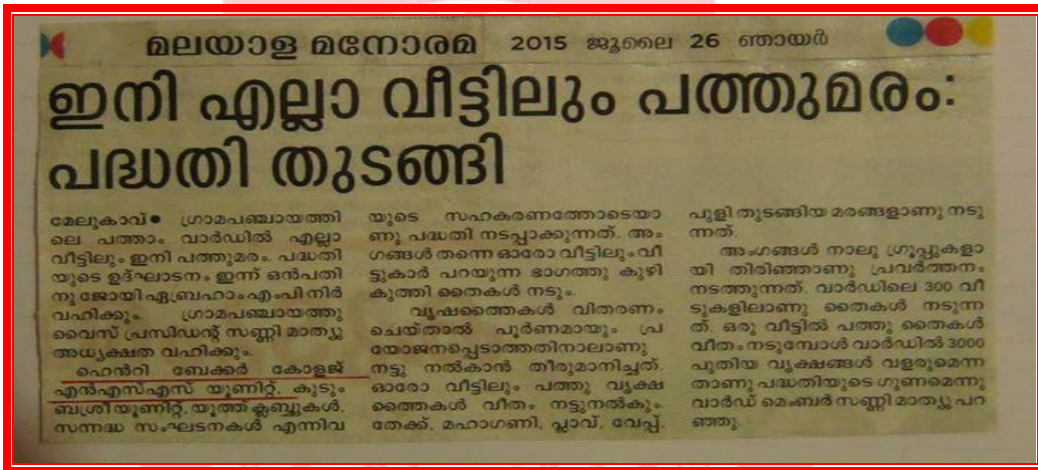 മലയാള മനോരമ 2015 ജൂലൈ 26 ഞായർ
ഇനി എല്ലാ വീട്ടിലും പത്തുമരം:
പദ്ധതി തുടങ്ങി
മേലുകാവ് ● ഗ്രാമപഞ്ചായത്തി
ലെ പത്താം വാർഡിൽ എല്ലാ
വീട്ടിലും ഇനി പത്തുമരം. പദ്ധതി
യുടെ ഉദ്ഘാടനം ഇന്ന് ഒൻപതി
നു ജോയി ഏബ്രഹാം എംപി നിർ
വഹിക്കും. ഗ്രാമപഞ്ചായത്തു
വൈസ് പ്രസിഡന്റ് സണ്ണി മാത്യു
അധ്യക്ഷത വഹിക്കും.
ഹെൻറി ബേക്കർ കോളജ്
എൻഎസ്എസ് യൂണിറ്റ്, കുടും
ബശ്രീ യൂണിറ്റ്, യൂത്ത് ക്ലബ്ബുകൾ,
സന്നദ്ധ സംഘടനകൾ എന്നിവ
യുടെ സഹകരണത്തോടെയാ
ണു പദ്ധതി നടപ്പാക്കുന്നത്. അം
ഗങ്ങൾ തന്നെ ഓരോ വീട്ടിലും വീ
ട്ടുകാർ പറയുന്ന ഭാഗത്തു കുഴി
കുത്തി തൈകൾ നടും.
വൃക്ഷത്തൈകൾ വിതരണം
ചെയ്താൽ പൂർണമായും പ്ര
യോജനപ്പെടാത്തതിനാലാണു
നട്ടു നൽകാൻ തീരുമാനിച്ചത്.
ഓരോ വീട്ടിലും പത്തു വൃക്ഷ
ത്തൈകൾ വീതം നട്ടുനൽകും.
തേക്ക്, മഹാഗണി, പ്ലാവ്, വേപ്പ്,
പുളി തുടങ്ങിയ മരങ്ങളാണു നടു
ന്നത്.
അംഗങ്ങൾ നാലു ഗ്രൂപ്പുകളാ
യി തിരിഞ്ഞാണു പ്രവർത്തനം
നടത്തുന്നത്. വാർഡിലെ 300 വീ
ടുകളിലാണു തൈകൾ നടുന്ന
ത്. ഒരു വീട്ടിൽ പത്തു തൈകൾ
വീതം നടുമ്പോൾ വാർഡിൽ 3000
പുതിയ വൃക്ഷങ്ങൾ വളരുമെന്ന
താണു പദ്ധതിയുടെ ഗുണമെന്നു
വാർഡ് മെംബർ സണ്ണി മാത്യു പറ
ഞ്ഞു.